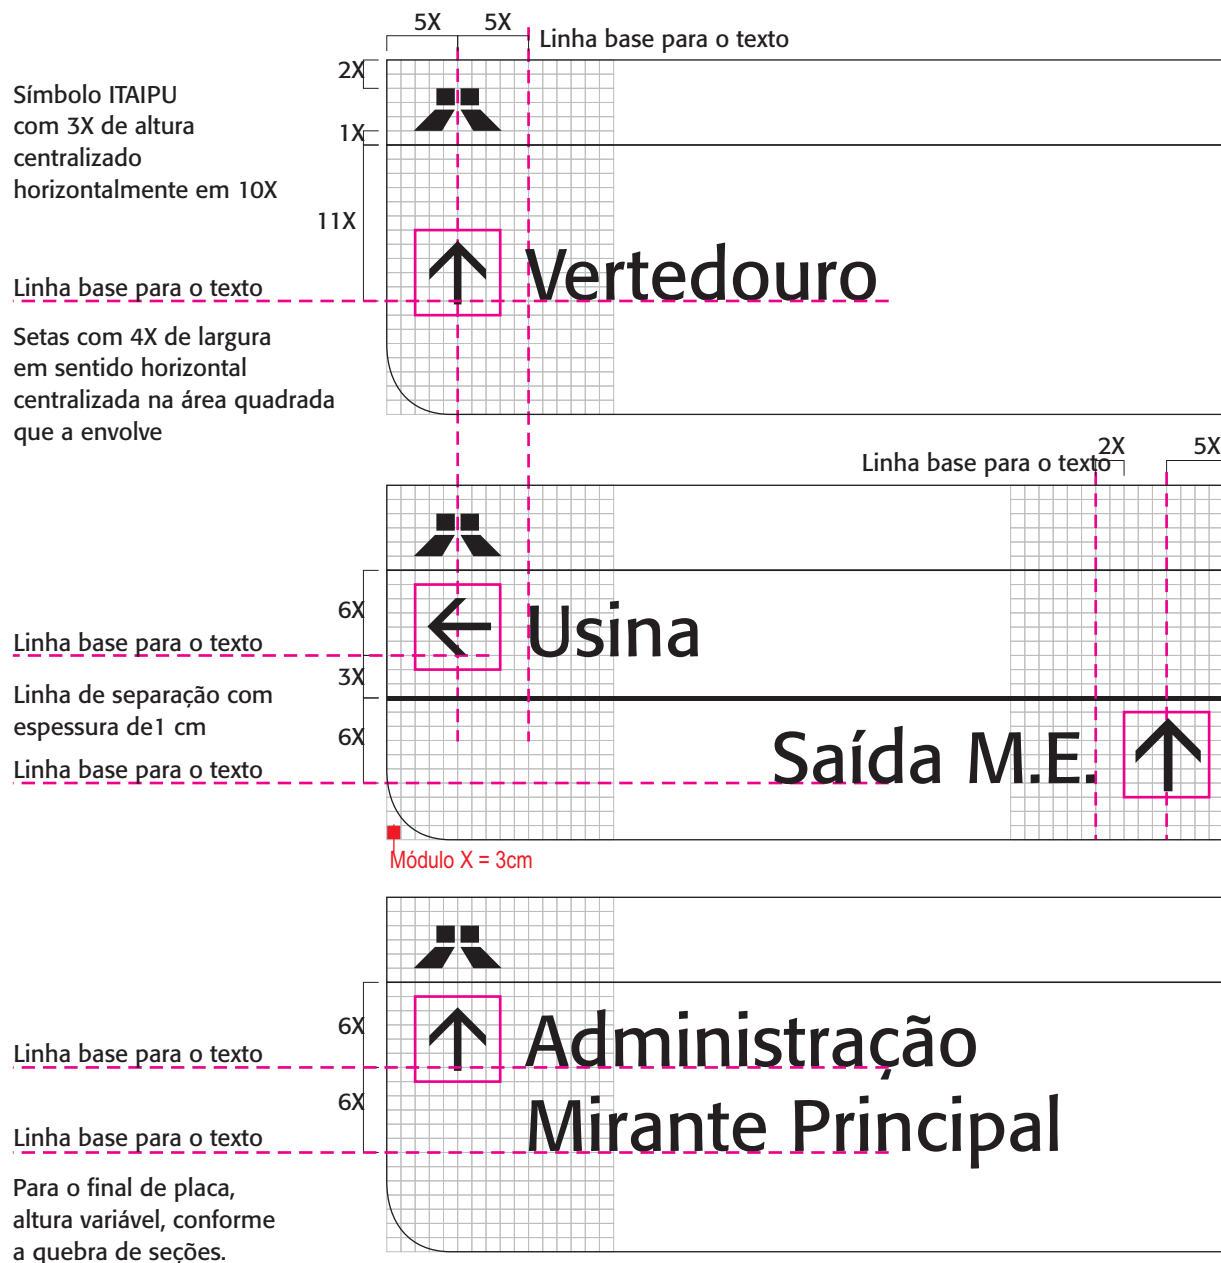 5X 5X
Linha base para o texto
2X
Símbolo ITAIPU
com 3X de altura
centralizado
horizontalmente em 10X
1X
11X
Vertedouro
Linha base para o texto
Setas com 4X de largura
em sentido horizontal
centralizada na área quadrada
que a envolve
2X 5X
Linha base para o texto
6X
Usina
Linha base para o texto
3X
Linha de separação com
espessura de1 cm
6X
Saída M.E.
Linha base para o texto
Módulo X = 3cm
6X
Administração
Linha base para o texto
6X
Mirante Principal
Linha base para o texto
Para o final de placa,
altura variável, conforme
a quebra de seções.